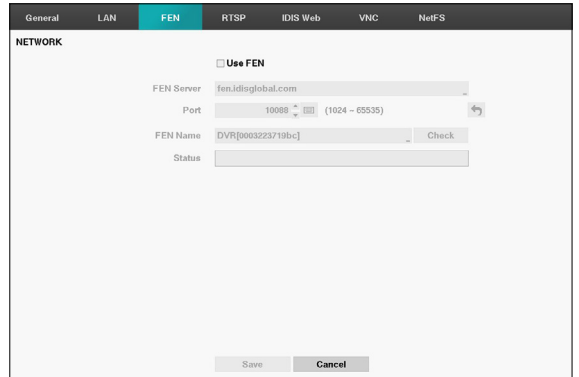 General LAN FEN RTSP IDIS Web VNC NetFS
NETWORK
Use FEN
FEN Server fen.idisglobal.com
Port 10088 (1024 ~ 65535)
FEN Name DVR[0003223719bc] Check
Status
Save Cancel